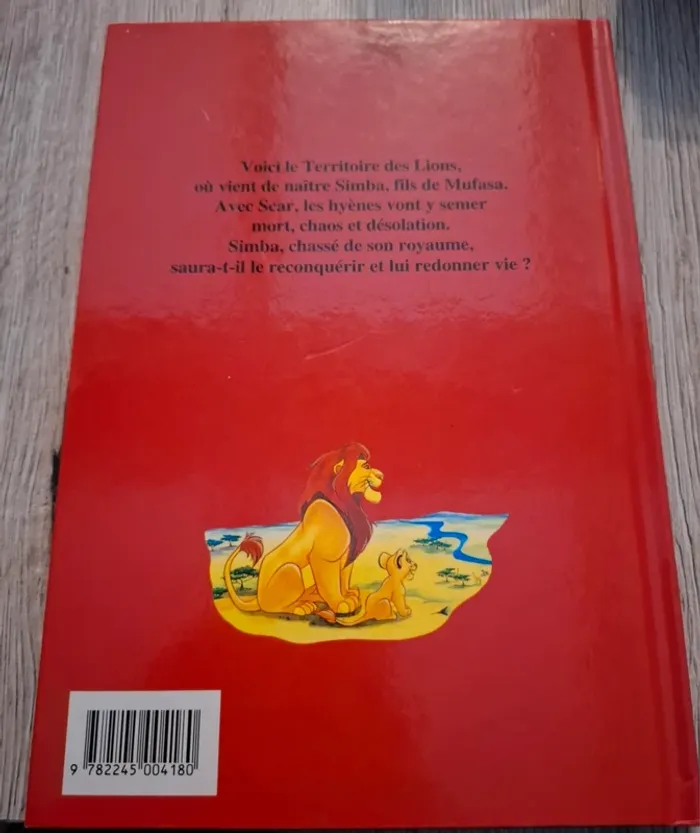 Voici le Territoire des Lions,
où vient de naître Simba, fils de Mufasa.
Avec Scar, les hyènes vont y semer
mort, chaos et désolation.
Simba, chassé de son royaume,
saura-t-il le reconquérir et lui redonner vie ?
9 782245 004180